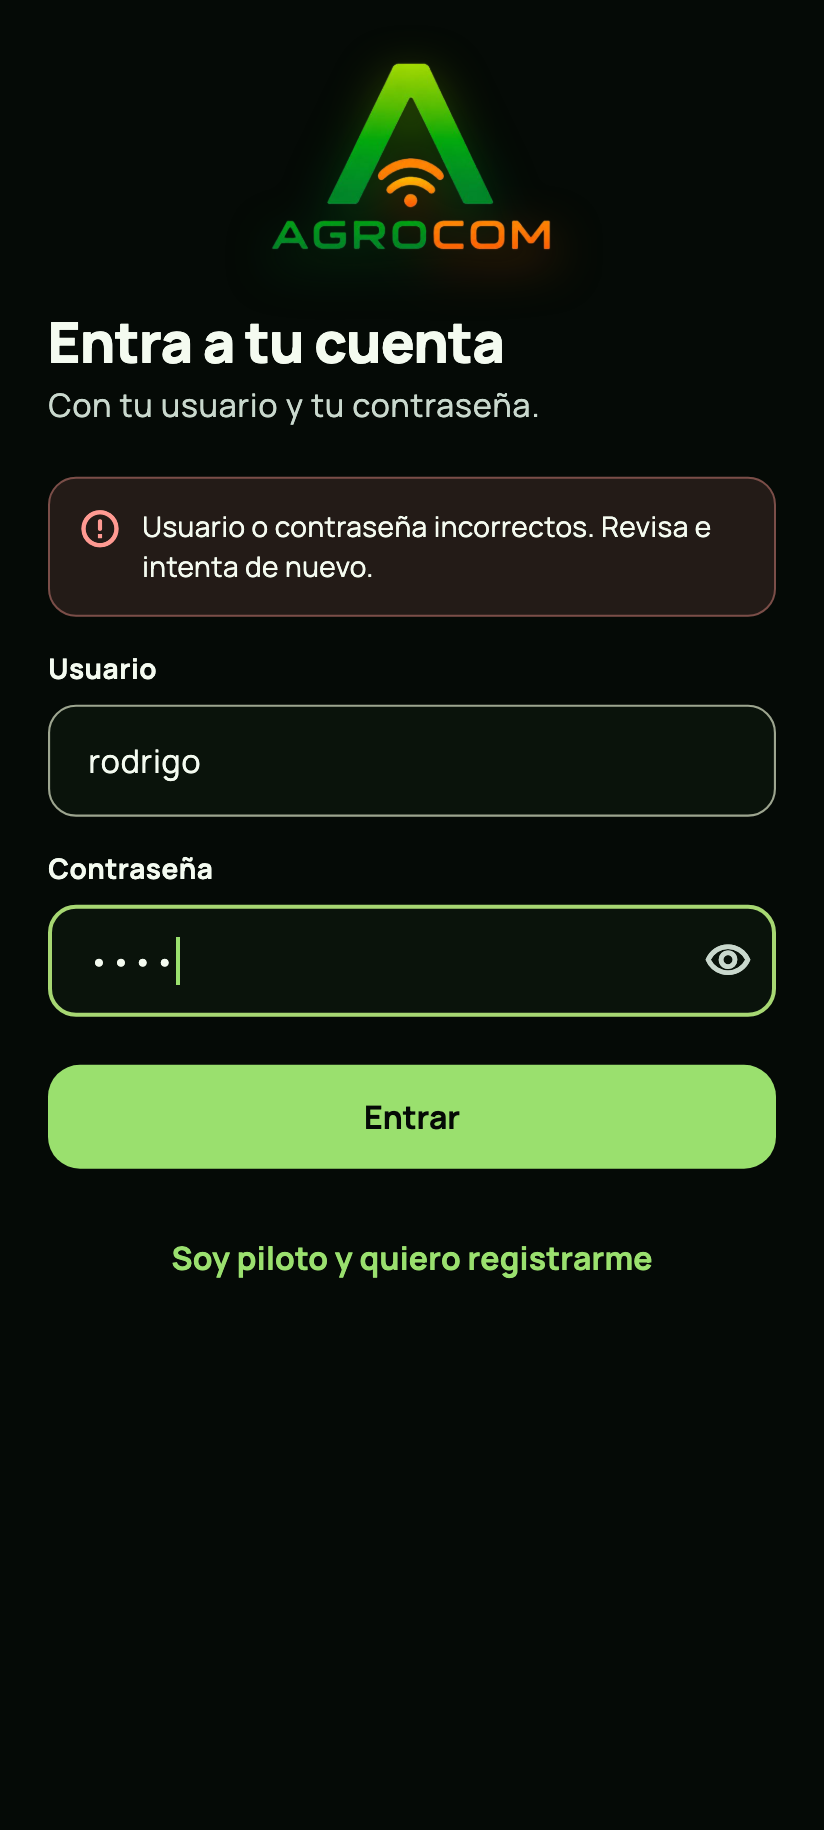 AGROCOM
Entra a tu cuenta
Con tu usuario y tu contraseña.
Usuario o contraseña incorrectos. Revisa e
intenta de nuevo.
Usuario
rodrigo
Contraseña
••••
Entrar
Soy piloto y quiero registrarme